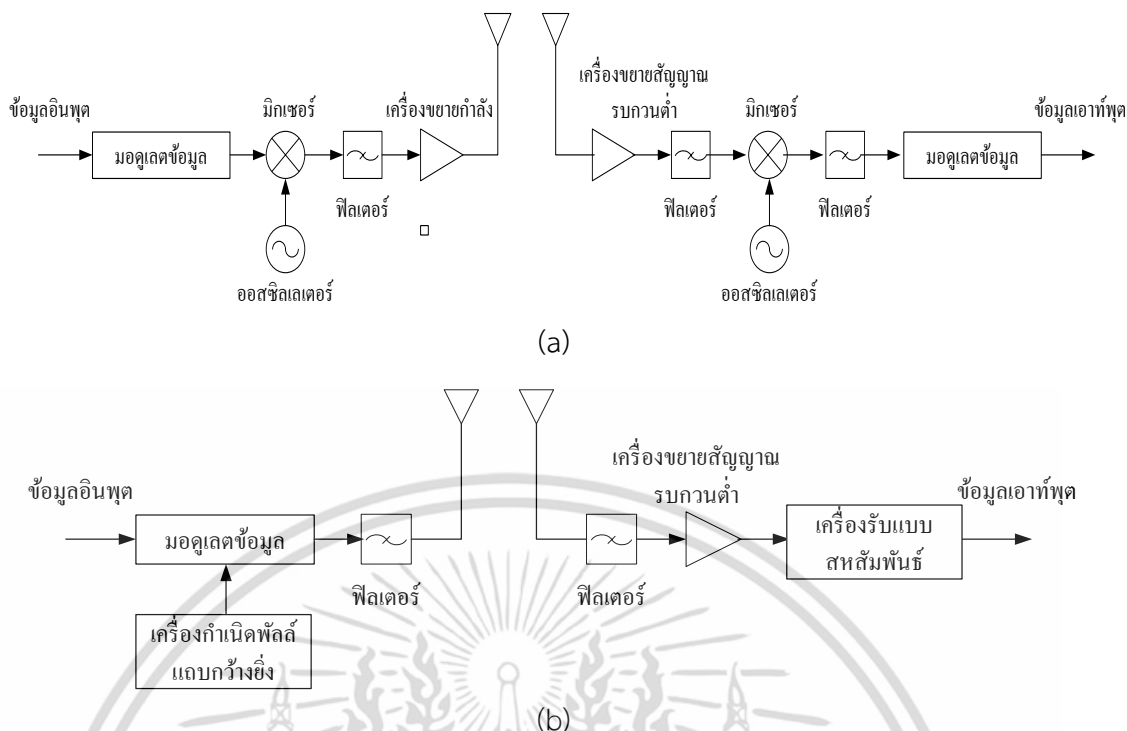 ข้อมูลอินพุต
มอดูเลตข้อมูล
มิกเซอร์
ออสซิลเลเตอร์
ฟิลเตอร์
เครื่องขยายกำลัง
เครื่องขยายสัญญาณ
รบกวนต่ำ
ฟิลเตอร์
มิกเซอร์
ออสซิลเลเตอร์
ฟิลเตอร์
มอดูเลตข้อมูล
ข้อมูลเอาท์พุต
(a)
ข้อมูลอินพุต
มอดูเลตข้อมูล
เครื่องกำเนิดพัลล์
แถบกว้างยิ่ง
ฟิลเตอร์
ฟิลเตอร์
เครื่องขยายสัญญาณ
รบกวนต่ำ
เครื่องรับแบบ
สหสัมพันธ์
ข้อมูลเอาท์พุต
(b)